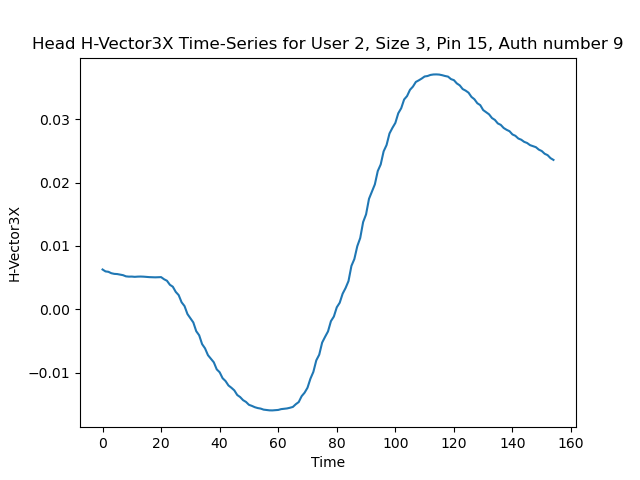 Head H-Vector3X Time-Series for User 2, Size 3, Pin 15, Auth number 9
0.03
0.02
0.01
0.00
−0.01
H-Vector3X
0 20 40 60 80 100 120 140 160
Time